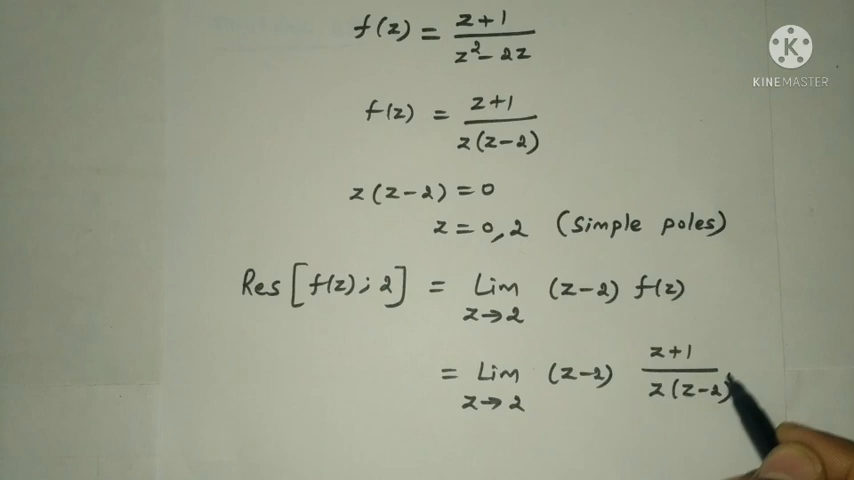 f(z) = z+1 / z² - 2z
K
KINEMASTER
f(z) = z+1 / z(z-2)
z(z-2) = 0
z = 0, 2 (simple poles)
Res [f(z); 2] = Lim z→2 (z-2) f(z)
= Lim z→2 (z-2) z+1 / z(z-2)